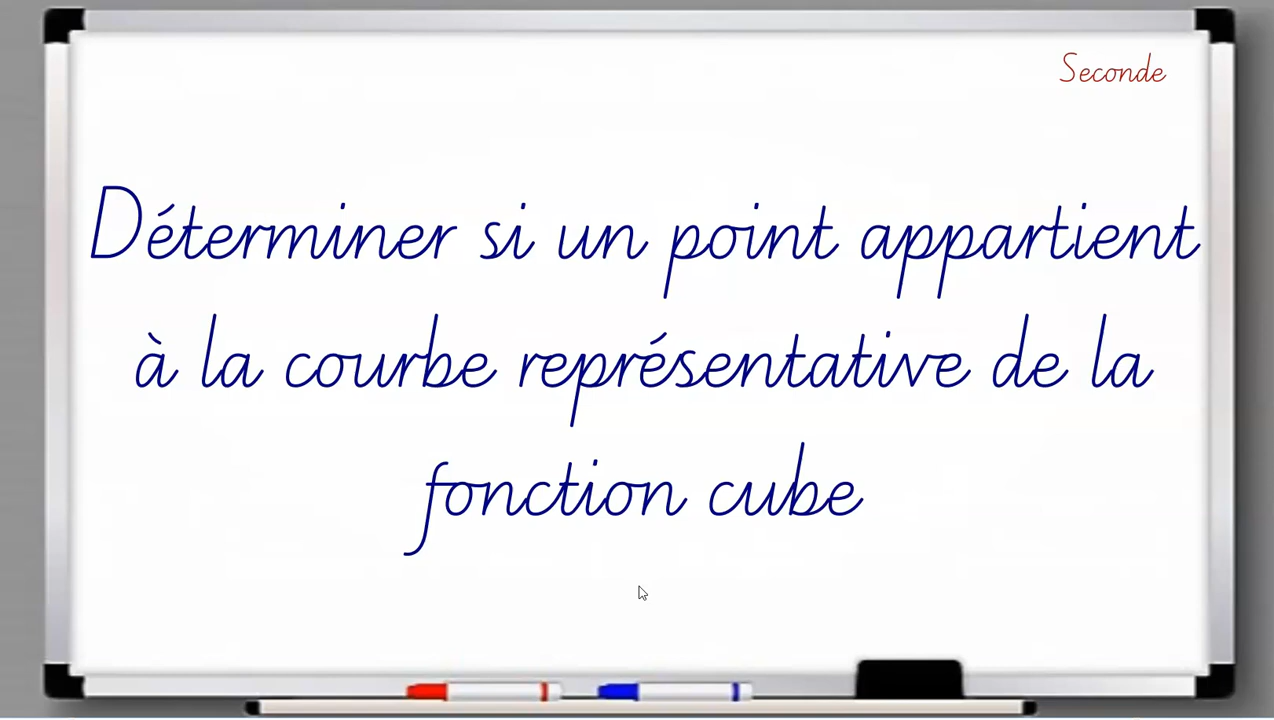 Seconde
Déterminer si un point appartient
à la courbe représentative de la
fonction cube